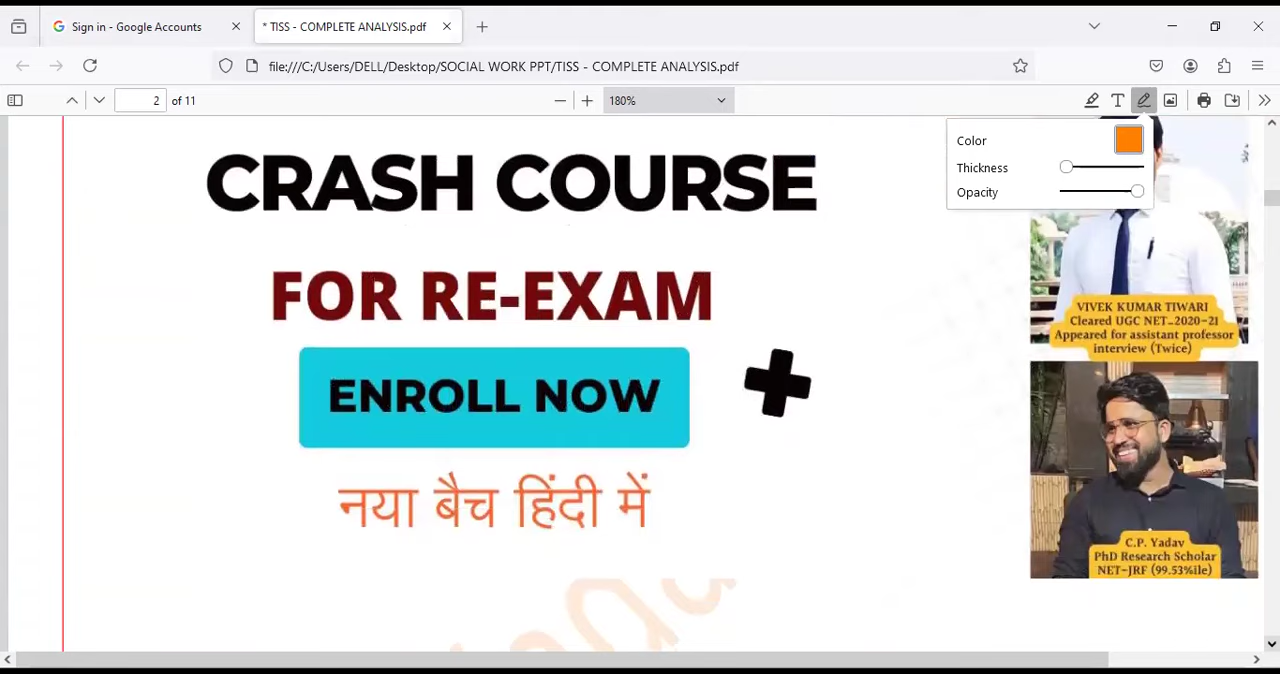 Sign in - Google Accounts
* TISS - COMPLETE ANALYSIS.pdf
file:///C:/Users/DELL/Desktop/SOCIAL WORK PPT/TISS - COMPLETE ANALYSIS.pdf
2 of 11
180%
Color
Thickness
Opacity
CRASH COURSE
FOR RE-EXAM
ENROLL NOW
नया बैच हिंदी में
VIVEK KUMAR TIWARI
Cleared UGC NET-2020-21
Appeared for assistant professor
interview (Twice)
C.P. Yadav
PhD Research Scholar
NET-JRF (99.53%ile)